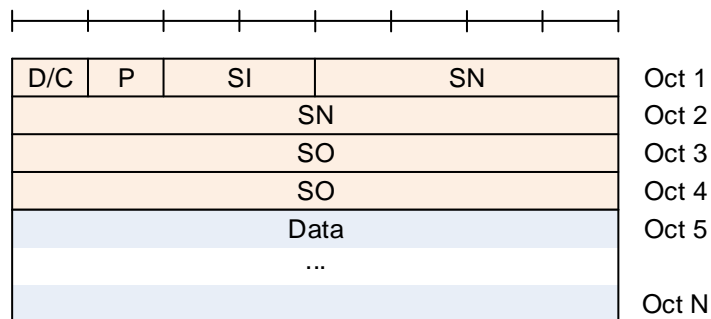 D/C P SI SN Oct 1
SN Oct 2
SO Oct 3
SO Oct 4
Data Oct 5
...
Oct N